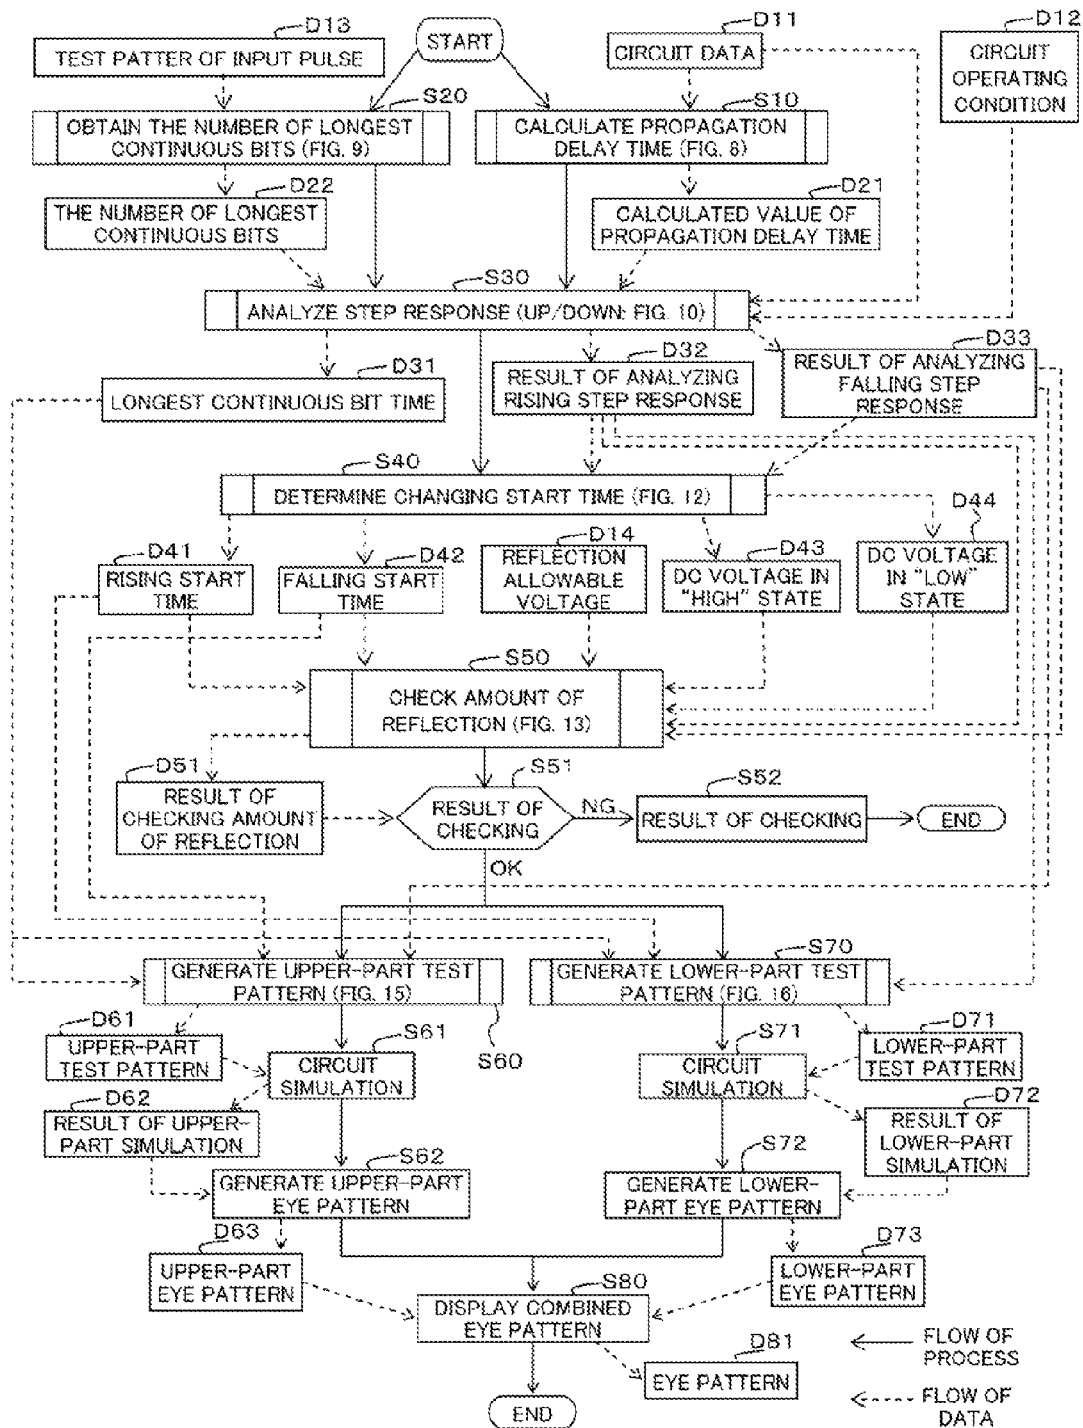 D13
TEST PATTER OF INPUT PULSE
START
D11
CIRCUIT DATA
D12
CIRCUIT
OPERATING
CONDITION
S20
OBTAIN THE NUMBER OF LONGEST
CONTINUOUS BITS (FIG. 9)
S10
CALCULATE PROPAGATION
DELAY TIME (FIG. 8)
D22
THE NUMBER OF LONGEST
CONTINUOUS BITS
D21
CALCULATED VALUE OF
PROPAGATION DELAY TIME
S30
ANALYZE STEP RESPONSE (UP/DOWN: FIG. 10)
D31
LONGEST CONTINUOUS BIT TIME
D32
RESULT OF ANALYZING
RISING STEP RESPONSE
D33
RESULT OF ANALYZING
FALLING STEP
RESPONSE
S40
DETERMINE CHANGING START TIME (FIG. 12)
D41
RISING START
TIME
D42
FALLING START
TIME
D14
REFLECTION
ALLOWABLE
VOLTAGE
D43
DC VOLTAGE IN
"HIGH" STATE
D44
DC VOLTAGE
IN "LOW"
STATE
S50
CHECK AMOUNT OF
REFLECTION (FIG. 13)
D51
RESULT OF
CHECKING AMOUNT
OF REFLECTION
S51
RESULT OF
CHECKING
NG
S52
RESULT OF CHECKING
END
OK
GENERATE UPPER-PART TEST
PATTERN (FIG. 15)
S60
S70
GENERATE LOWER-PART TEST
PATTERN (FIG. 16)
D61
UPPER-PART
TEST PATTERN
S61
CIRCUIT
SIMULATION
S71
CIRCUIT
SIMULATION
D71
LOWER-PART
TEST PATTERN
D62
RESULT OF UPPER-
PART SIMULATION
D72
RESULT OF
LOWER-PART
SIMULATION
S62
GENERATE UPPER-PART
EYE PATTERN
S72
GENERATE LOWER-
PART EYE PATTERN
D63
UPPER-PART
EYE PATTERN
D73
LOWER-PART
EYE PATTERN
S80
DISPLAY COMBINED
EYE PATTERN
D81
EYE PATTERN
END
FLOW OF
PROCESS
FLOW OF
DATA